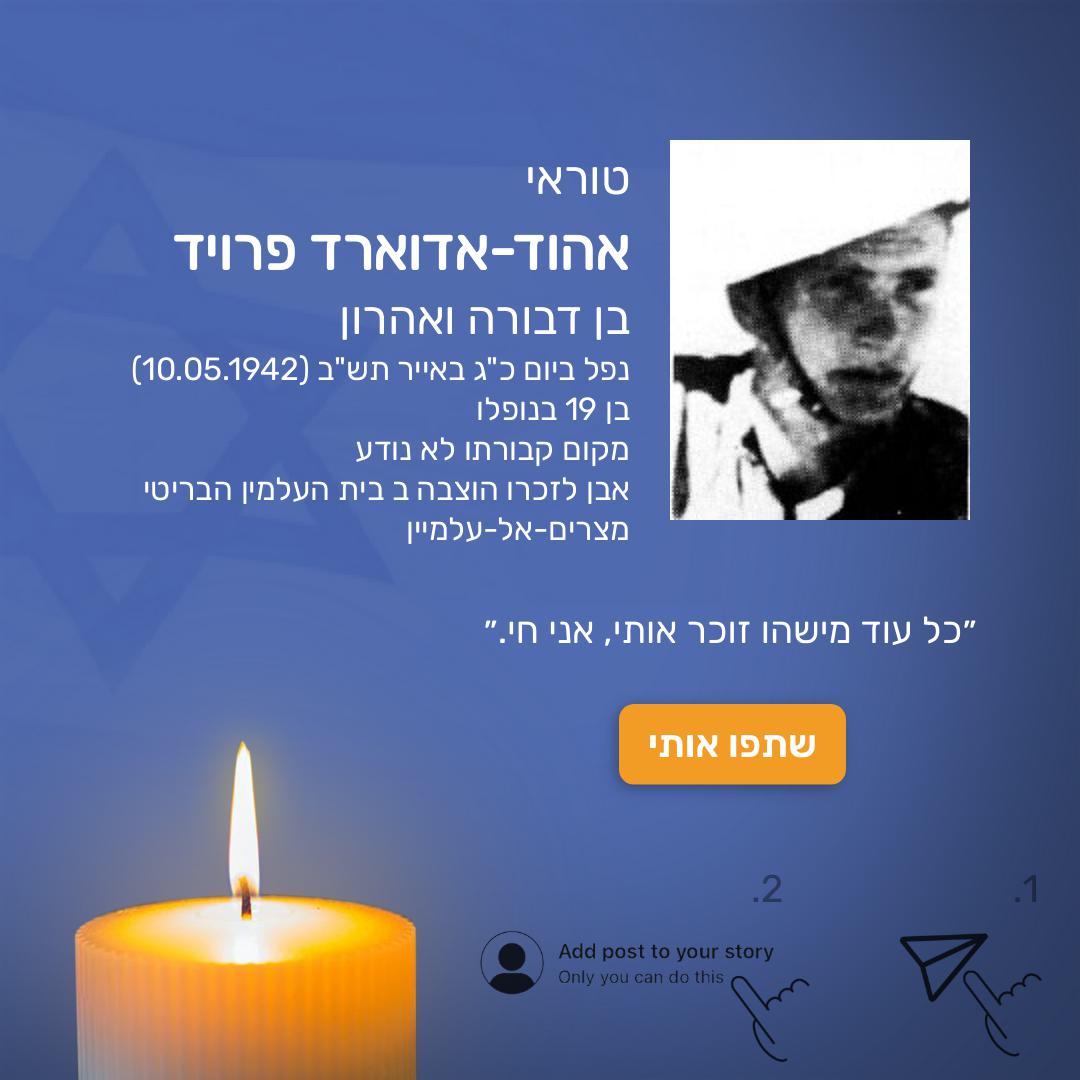 טוראי
אהוד-אדוארד פרויד
בן דבורה ואהרון
נפל ביום כ"ג באייר תש"ב (10.05.1942)
בן 19 בנופלו
מקום קבורתו לא נודע
אבן לזכרו הוצבה ב בית העלמין הבריטי
מצרים-אל-עלמיין
״כל עוד מישהו זוכר אותי, אני חי.״
שתפו אותי
.1
.2
Add post to your story
Only you can do this